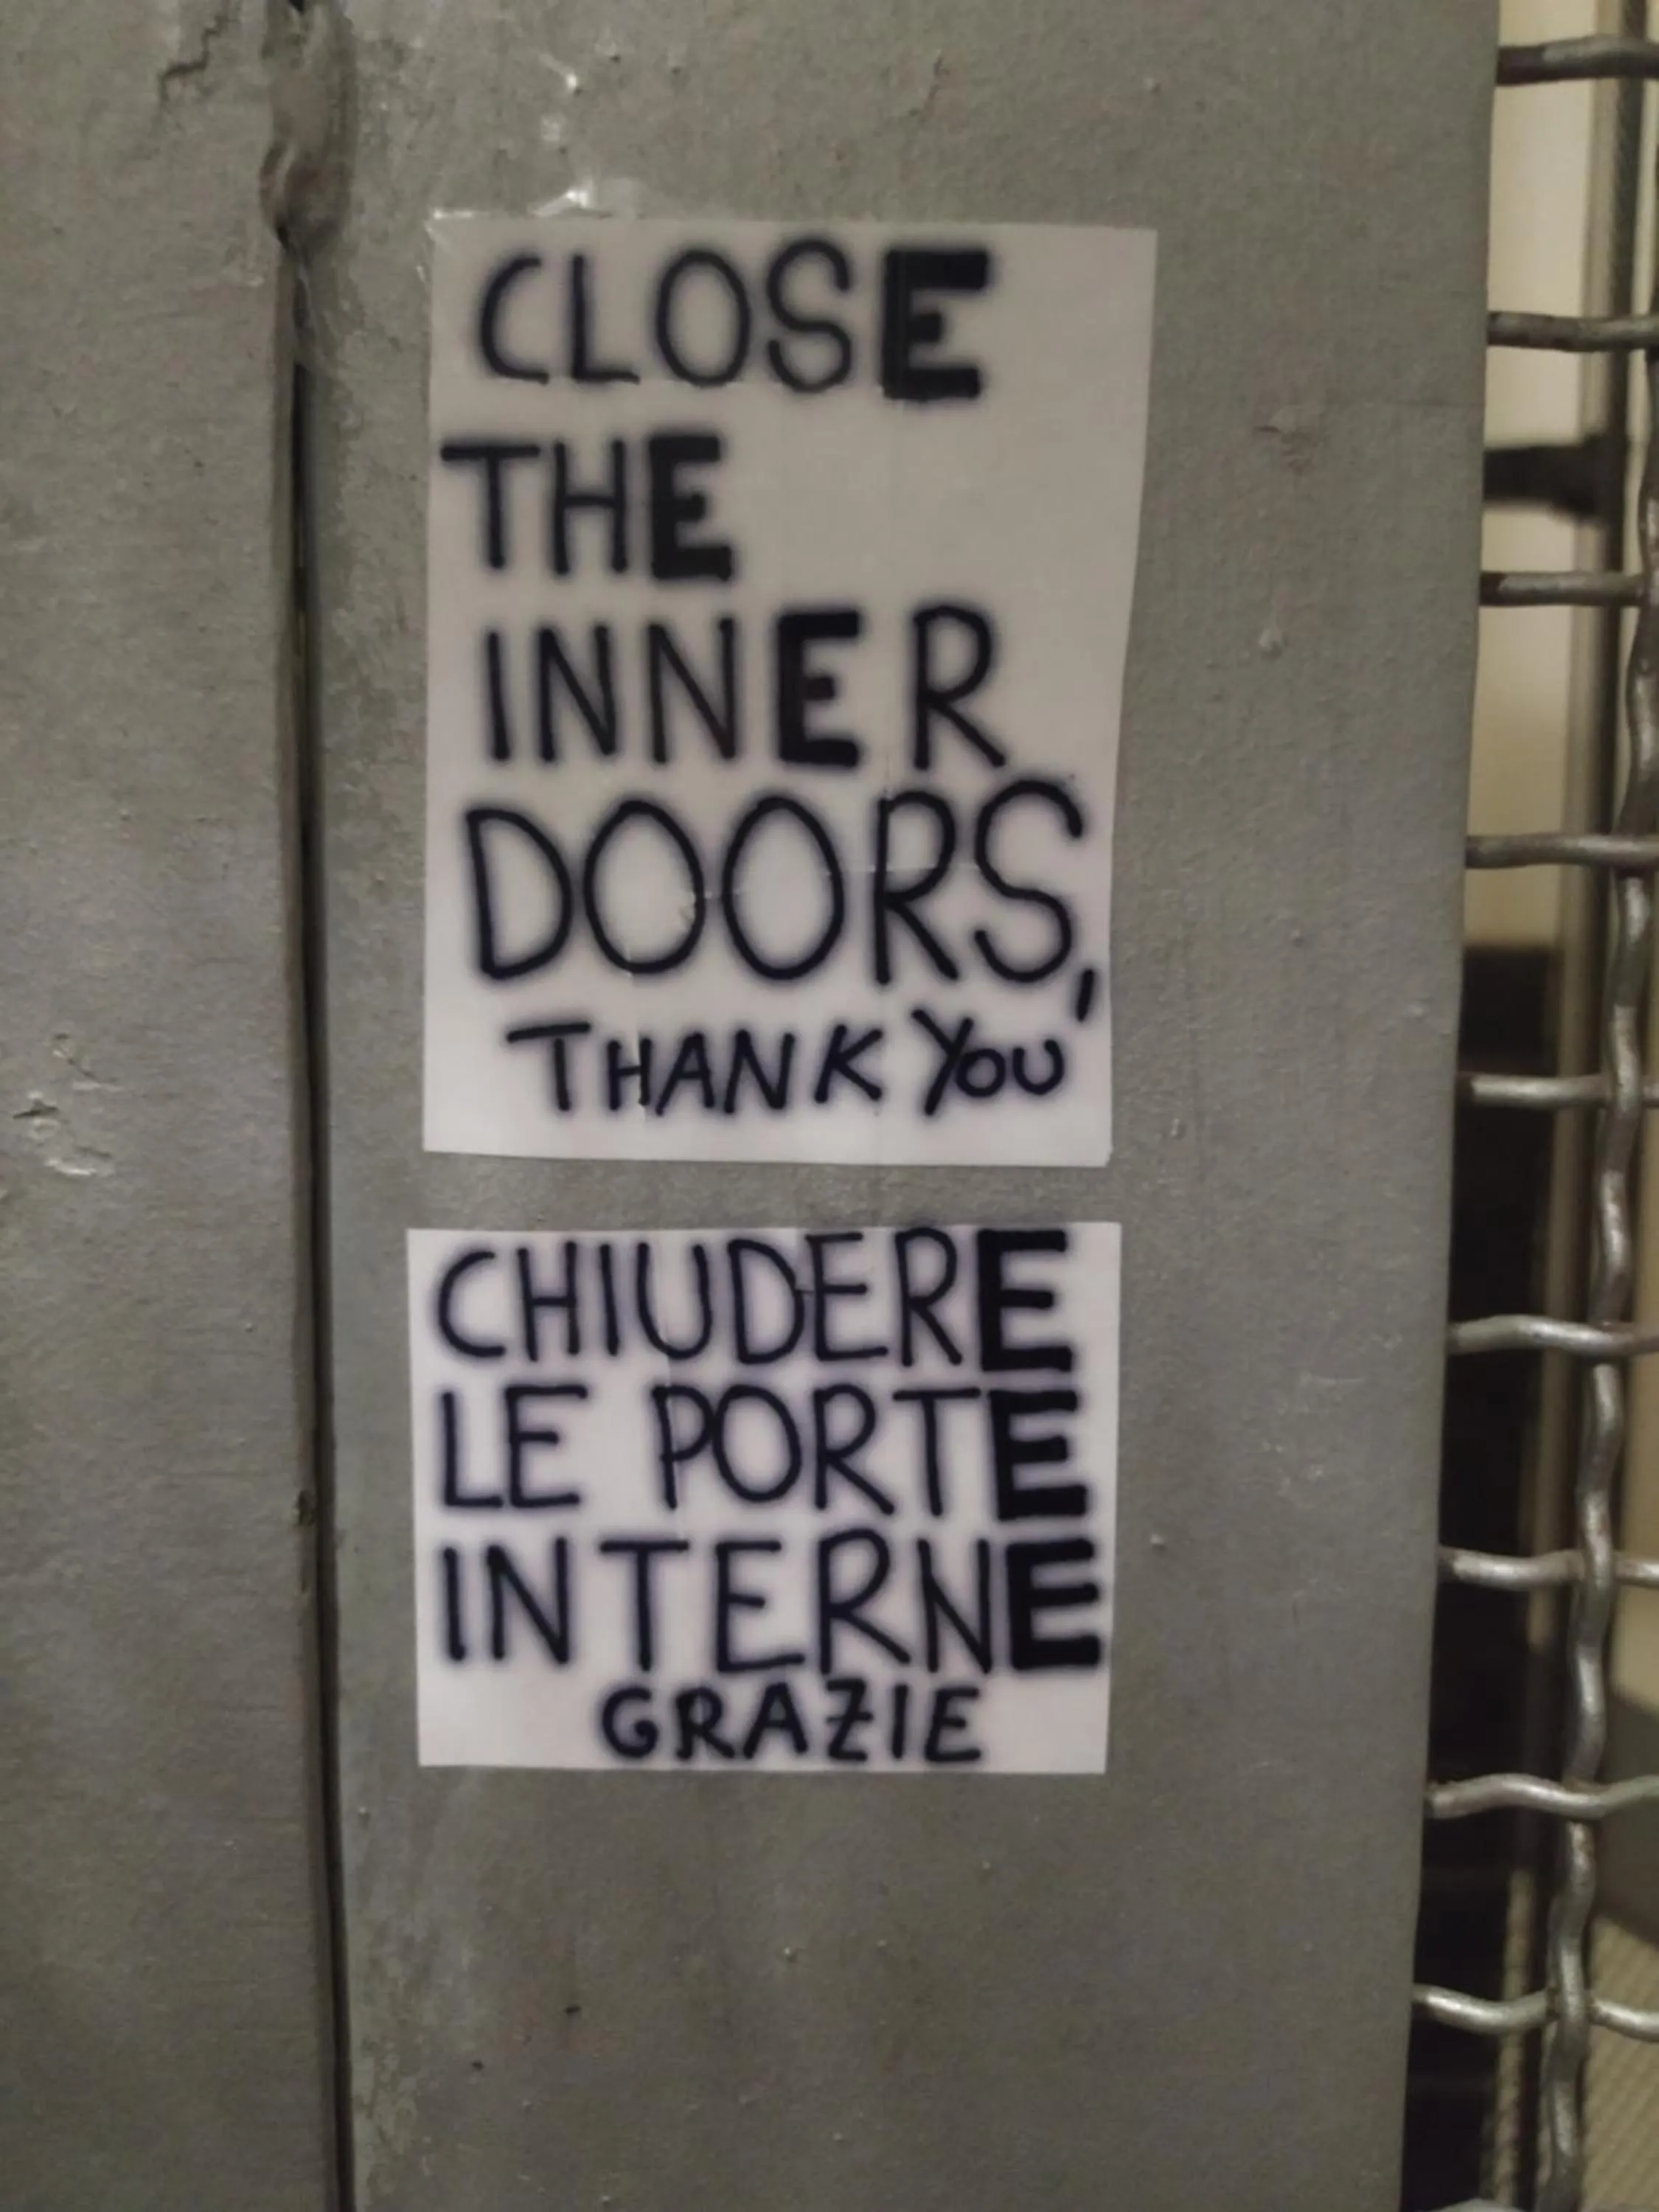 CLOSE
THE
INNER
DOORS,
THANK YOU
CHIUDERE
LE PORTE
INTERNE
GRAZIE